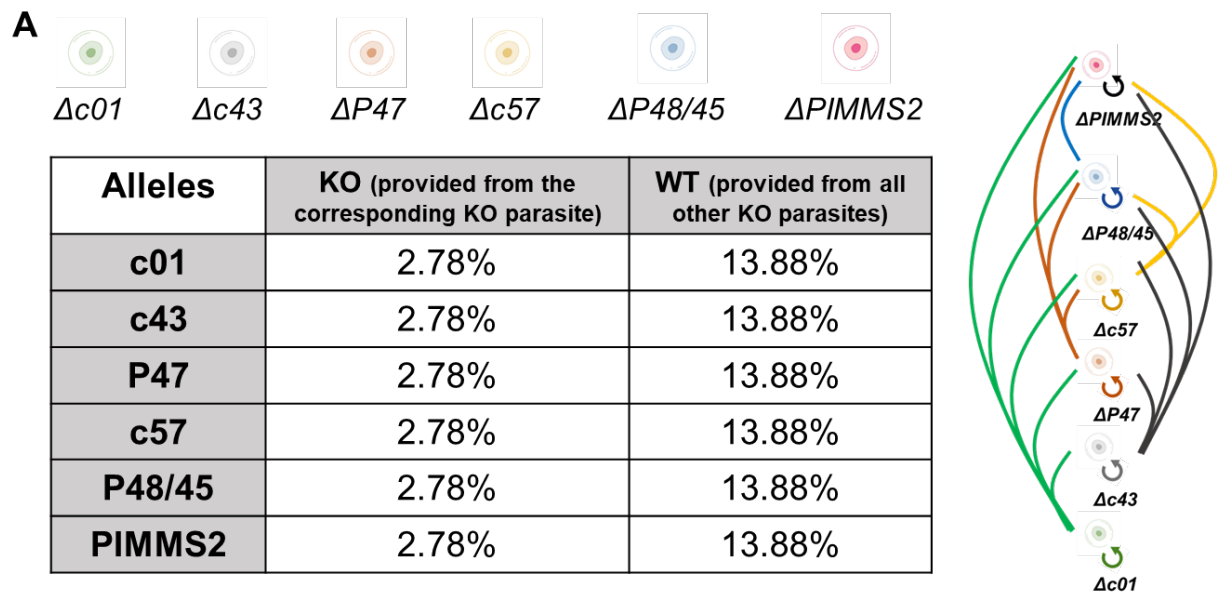 A
Δc01 Δc43 ΔP47 Δc57 ΔP48/45 ΔPIMMS2
Alleles KO (provided from the corresponding KO parasite) WT (provided from all other KO parasites)
c01 2.78% 13.88%
c43 2.78% 13.88%
P47 2.78% 13.88%
c57 2.78% 13.88%
P48/45 2.78% 13.88%
PIMMS2 2.78% 13.88%
ΔPIMMS2
ΔP48/45
Δc57
ΔP47
Δc43
Δc01